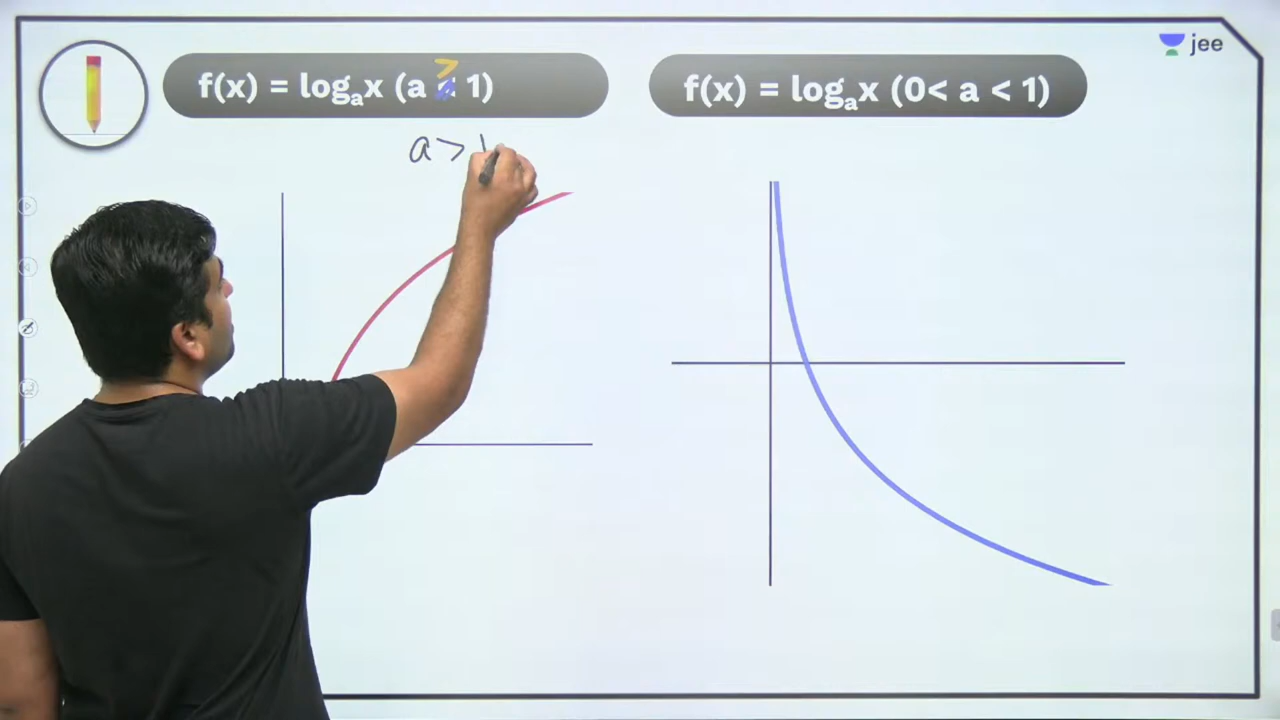 f(x) = logₐx (a > 1)
f(x) = logₐx (0< a < 1)
jee
a > 1